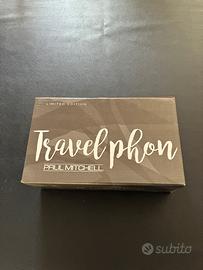 LIMITED EDITION
Travel phon
PAUL MITCHELL
subito